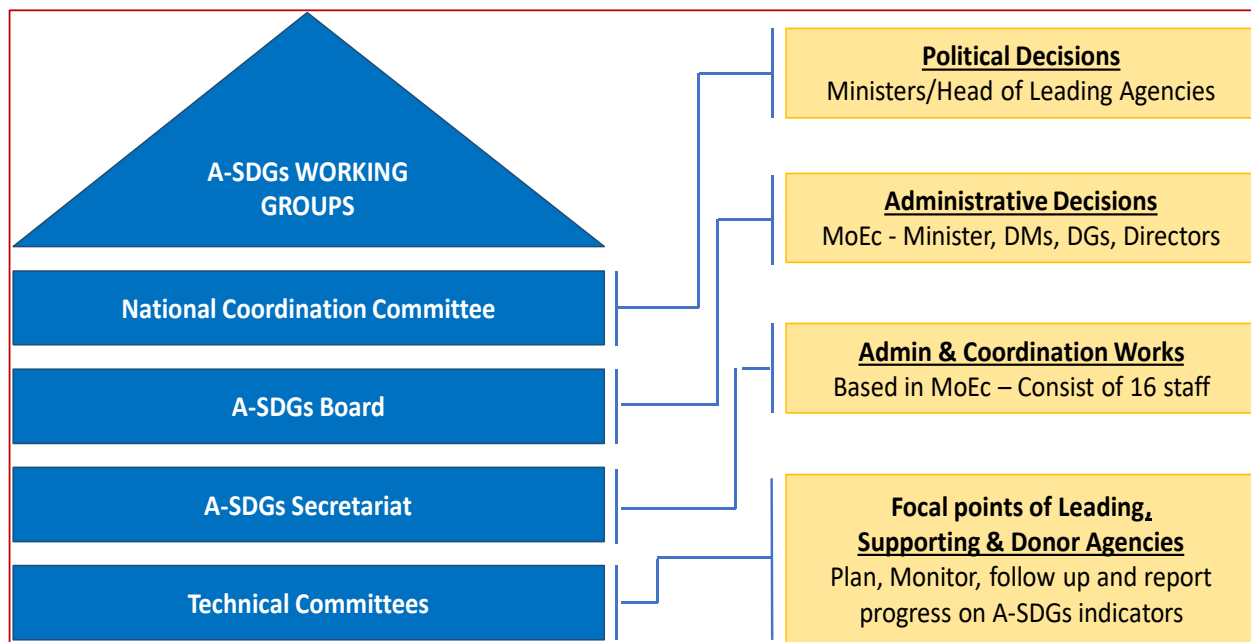 A-SDGs WORKING
GROUPS
National Coordination Committee
A-SDGs Board
A-SDGs Secretariat
Technical Committees
Political Decisions
Ministers/Head of Leading Agencies
Administrative Decisions
MoEc - Minister, DMs, DGs, Directors
Admin & Coordination Works
Based in MoEc – Consist of 16 staff
Focal points of Leading,
Supporting & Donor Agencies
Plan, Monitor, follow up and report
progress on A-SDGs indicators